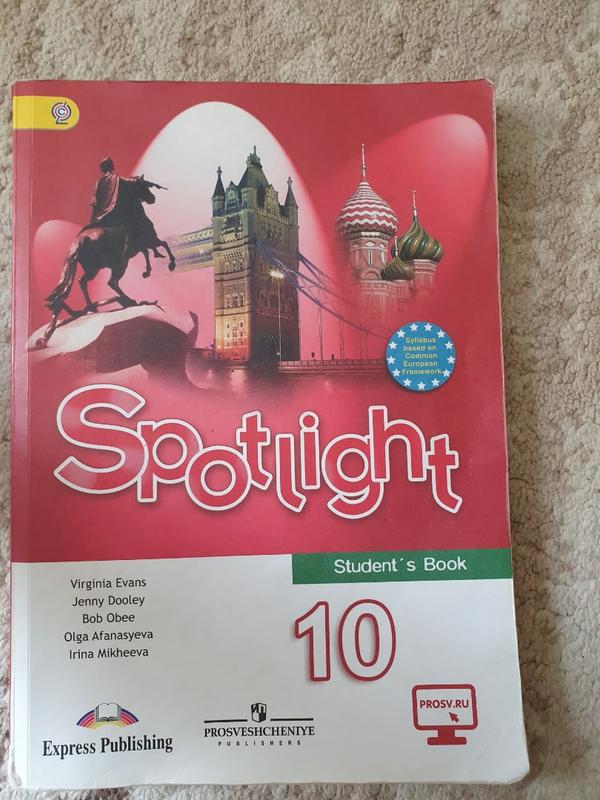 Syllabus
based on
Common
European
Framework
Spotlight
Student´s Book
Virginia Evans
Jenny Dooley
Bob Obee
Olga Afanasyeva
Irina Mikheeva
10
PROSV.RU
Express Publishing
PROSVESHCHENIYE
PUBLISHERS